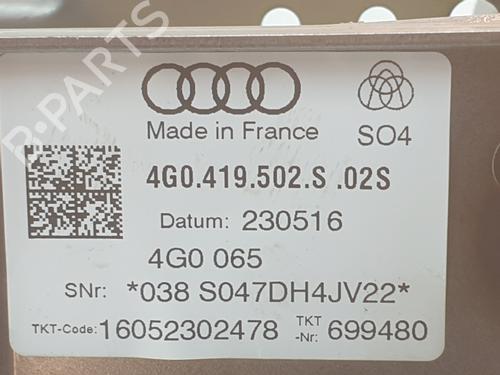 B-PARTS
Made in France
SO4
4G0.419.502.S .02S
Datum: 230516
4G0 065
SNr: *038 S047DH4JV22*
TKT-Code: 16052302478 TKT-Nr: 699480